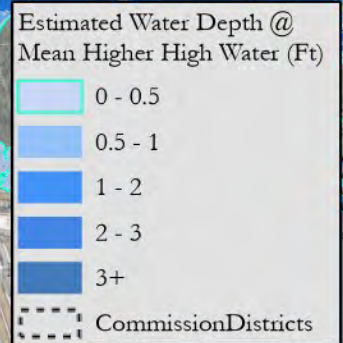 Estimated Water Depth @
Mean Higher High Water (Ft)
0 - 0.5
0.5 - 1
1 - 2
2 - 3
3+
CommissionDistricts